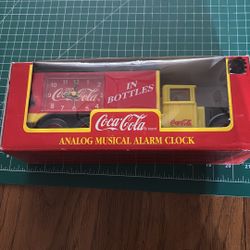 Coca-Cola
IN
BOTTLES
Coca-Cola
Coca-Cola
ANALOG MUSICAL ALARM CLOCK